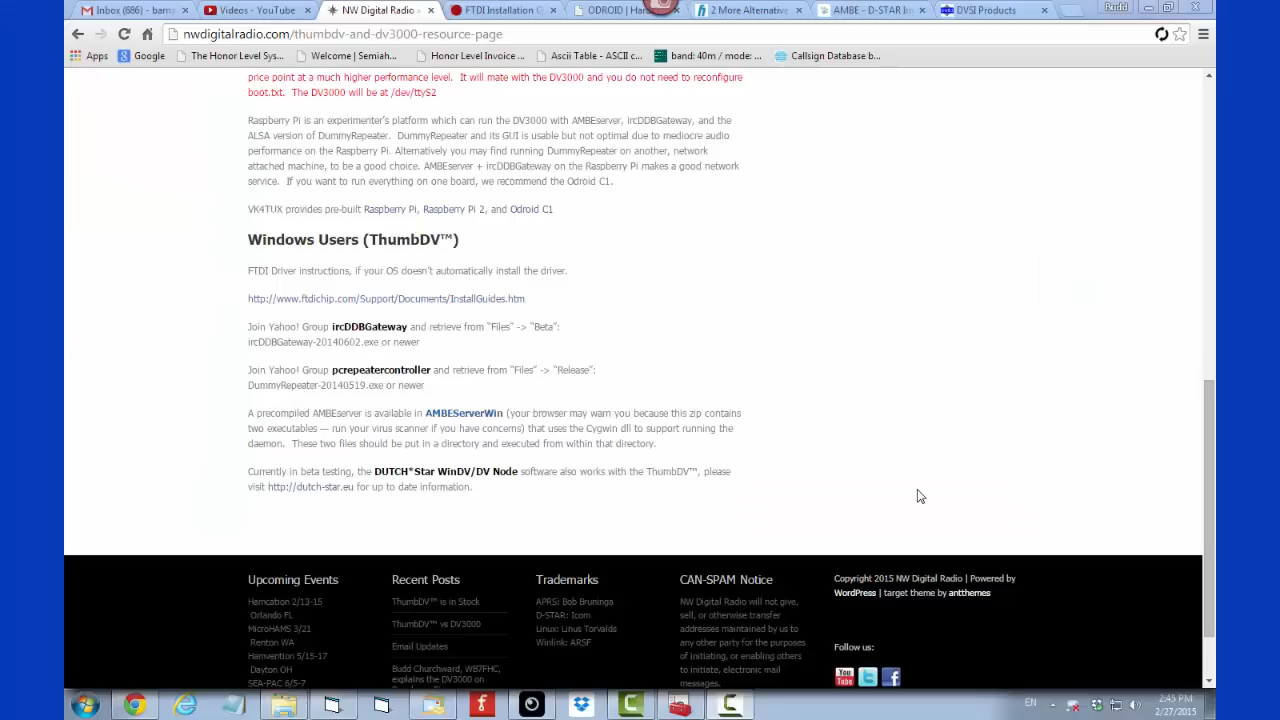 Inbox (686) - barna
Videos - YouTube
NW Digital Radio »
FTDI Installation G
ODROID | Har
2 More Alternative
AMBE - D-STAR In
DVSI Products
Rudi
nwdigitalradio.com/thumbdv-and-dv3000-resource-page
Apps
Google
The Honor Level Sys...
Welcome | Semiah...
Honor Level Invoice ...
Ascii Table - ASCII c...
band: 40m / mode: ...
Callsign Database b...
price point at a much higher performance level. It will mate with the DV3000 and you do not need to reconfigure
boot.txt. The DV3000 will be at /dev/ttyS2
Raspberry Pi is an experimenter's platform which can run the DV3000 with AMBEserver, ircDDBGateway, and the
ALSA version of DummyRepeater. DummyRepeater and its GUI is usable but not optimal due to mediocre audio
performance on the Raspberry Pi. Alternatively you may find running DummyRepeater on another, network
attached machine, to be a good choice. AMBEserver + ircDDBGateway on the Raspberry Pi makes a good network
service. If you want to run everything on one board, we recommend the Odroid C1.
VK4TUX provides pre-built Raspberry Pi, Raspberry Pi 2, and Odroid C1
Windows Users (ThumbDV™)
FTDI Driver instructions, if your OS doesn't automatically install the driver.
http://www.ftdichip.com/Support/Documents/InstallGuides.htm
Join Yahoo! Group ircDDBGateway and retrieve from "Files" -> "Beta":
ircDDBGateway-20140602.exe or newer
Join Yahoo! Group pcrepeatercontroller and retrieve from "Files" -> "Release":
DummyRepeater-20140519.exe or newer
A precompiled AMBEserver is available in AMBEServerWin (your browser may warn you because this zip contains
two executables — run your virus scanner if you have concerns) that uses the Cygwin dll to support running the
daemon. These two files should be put in a directory and executed from within that directory.
Currently in beta testing, the DUTCH*Star WinDV/DV Node software also works with the ThumbDV™, please
visit http://dutch-star.eu for up to date information.
Upcoming Events
Hamcation 2/13-15
Orlando FL
MicroHAMS 3/21
Renton WA
Hamvention 5/15-17
Dayton OH
SEA-PAC 6/5-7
Recent Posts
ThumbDV™ is in Stock
ThumbDV™ vs DV3000
Email Updates
Budd Churchward, WB7FHC,
explains the DV3000 on
Trademarks
APRS: Bob Bruninga
D-STAR: Icom
Linux: Linus Torvalds
Winlink: ARSF
CAN-SPAM Notice
NW Digital Radio will not give,
sell, or otherwise transfer
addresses maintained by us to
any other party for the purposes
of initiating, or enabling others
to initiate, electronic mail
messages.
Copyright 2015 NW Digital Radio | Powered by
WordPress | target theme by antthemes
Follow us:
You
Tube
EN
2:45 PM
2/27/2015